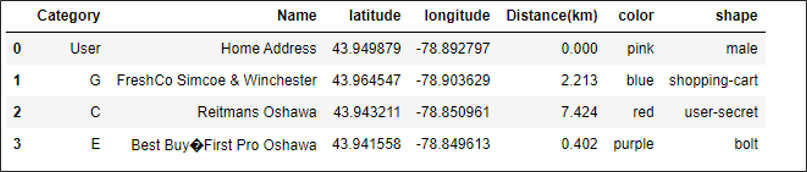 Category Name latitude longitude Distance(km) color shape
0 User Home Address 43.949879 -78.892797 0.000 pink male
1 G FreshCo Simcoe & Winchester 43.964547 -78.903629 2.213 blue shopping-cart
2 C Reitmans Oshawa 43.943211 -78.850961 7.424 red user-secret
3 E Best Buy�First Pro Oshawa 43.941558 -78.849613 0.402 purple bolt